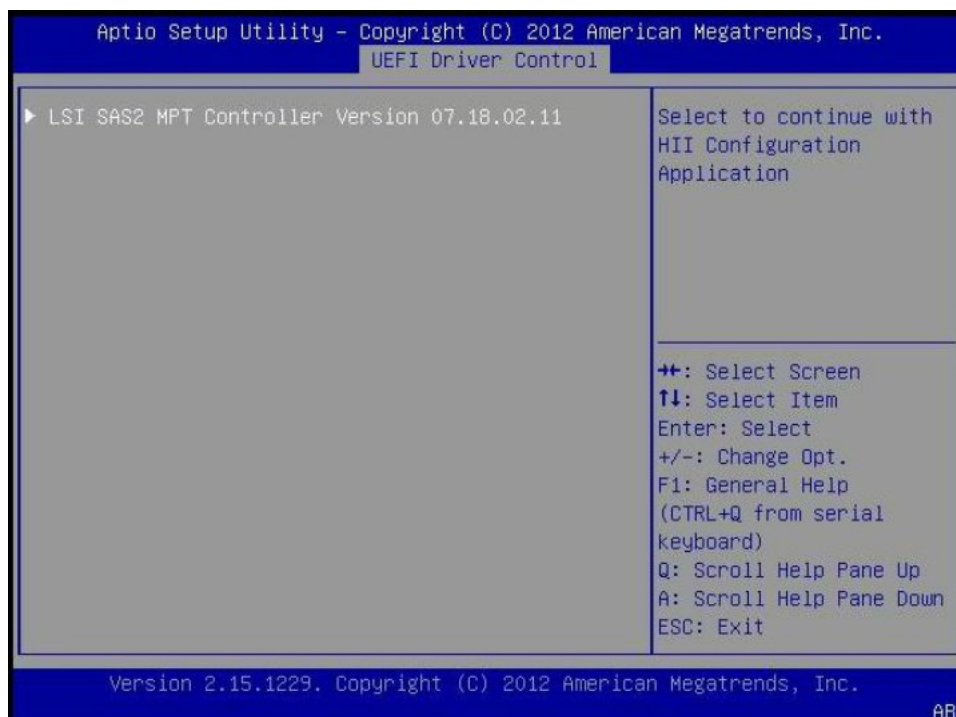 Aptio Setup Utility – Copyright (C) 2012 American Megatrends, Inc.
UEFI Driver Control
▶ LSI SAS2 MPT Controller Version 07.18.02.11
Select to continue with
HII Configuration
Application
→←: Select Screen
↑↓: Select Item
Enter: Select
+/-: Change Opt.
F1: General Help
(CTRL+Q from serial
keyboard)
Q: Scroll Help Pane Up
A: Scroll Help Pane Down
ESC: Exit
Version 2.15.1229. Copyright (C) 2012 American Megatrends, Inc.
AB